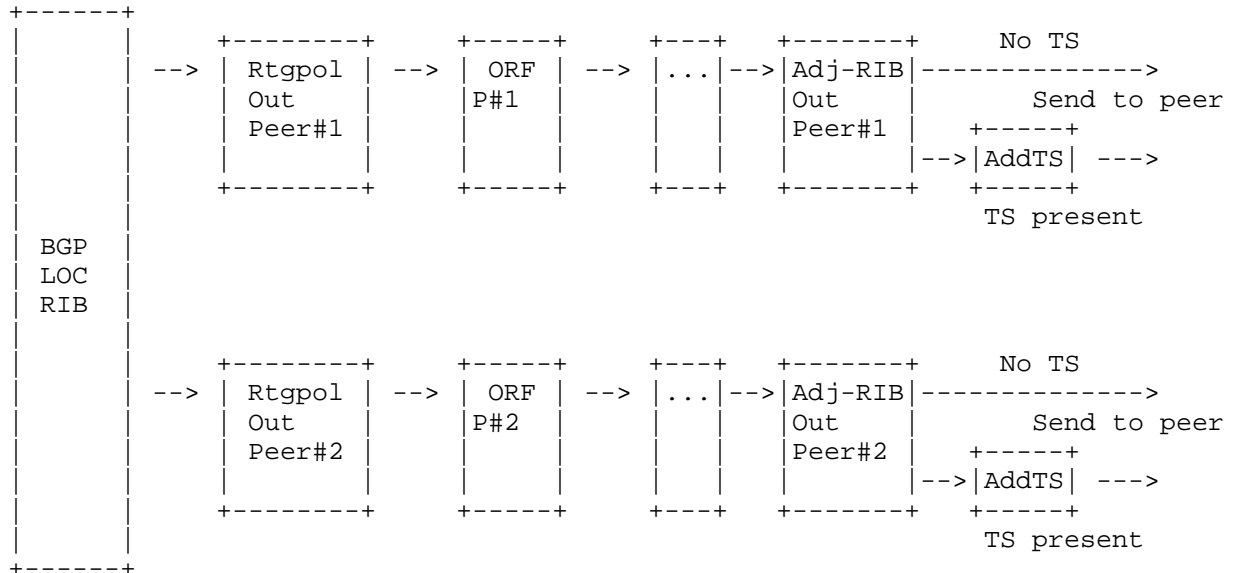 No TS
--> Rtgpol --> ORF --> ... --> Adj-RIB -------------->
Out P#1 Out Send to peer
Peer#1 Peer#1
--> AddTS --->
TS present
BGP
LOC
RIB
No TS
--> Rtgpol --> ORF --> ... --> Adj-RIB -------------->
Out P#2 Out Send to peer
Peer#2 Peer#2
--> AddTS --->
TS present